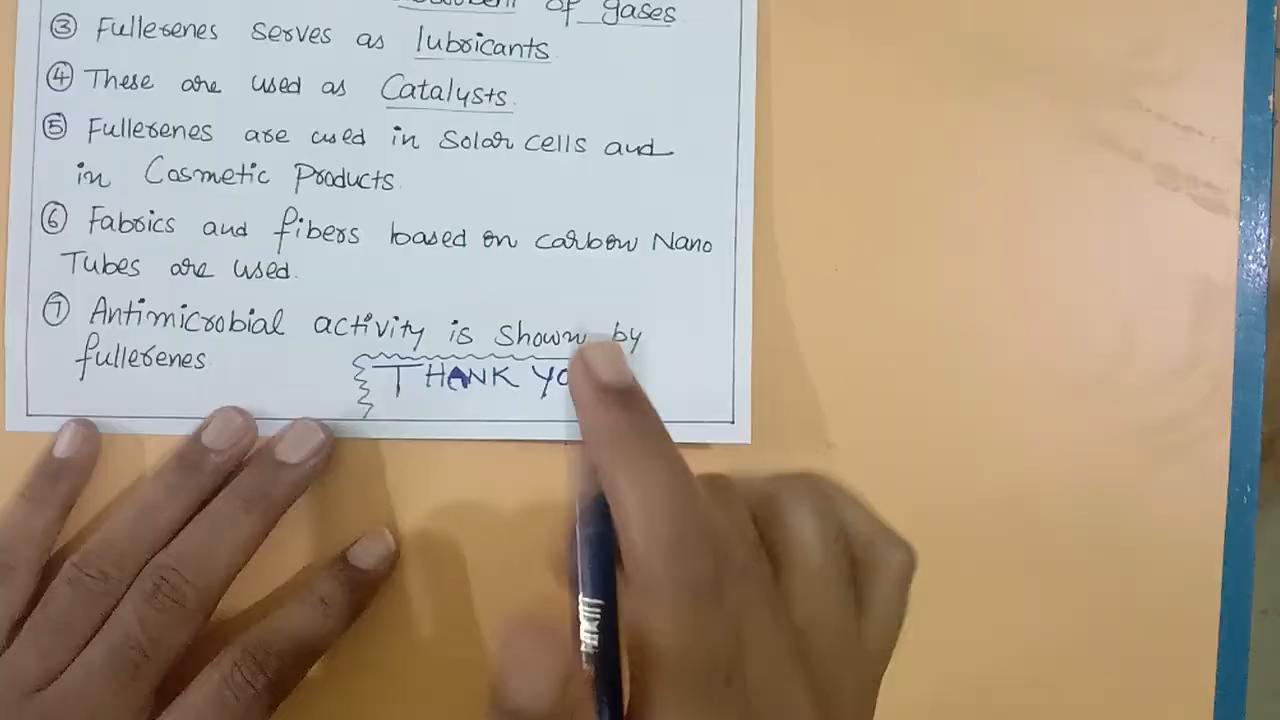 of gases
③ Fullerenes serves as lubricants.
④ These are used as Catalysts.
⑤ Fullerenes are used in Solar cells and
in Cosmetic Products.
⑥ Fabrics and fibers based on carbon Nano
Tubes are used.
⑦ Antimicrobial activity is shown by
fullerenes.
THANK YO